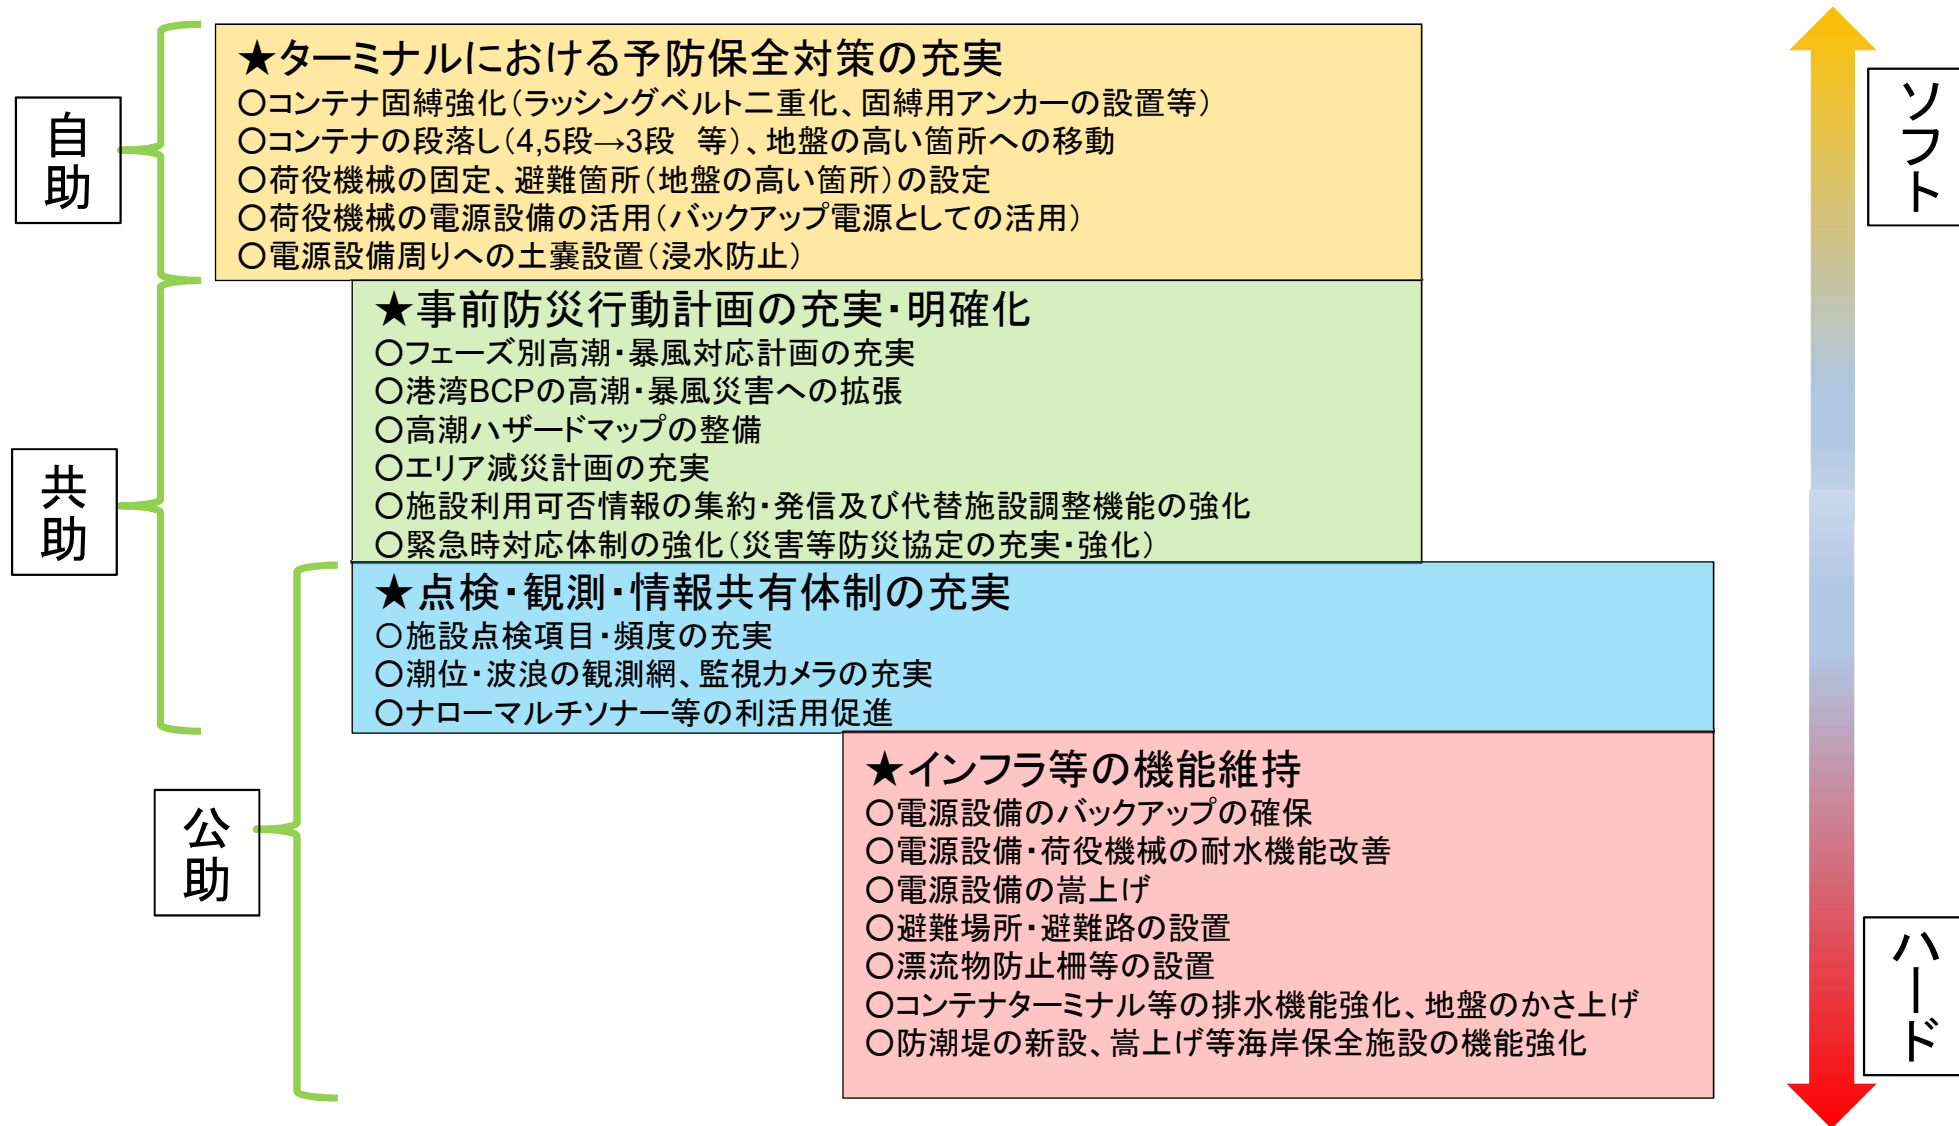 自助
★ターミナルにおける予防保全対策の充実
〇コンテナ固縛強化（ラッシングベルト二重化、固縛用アンカーの設置等）
〇コンテナの段落し（4,5段→3段　等）、地盤の高い箇所への移動
〇荷役機械の固定、避難箇所（地盤の高い箇所）の設定
〇荷役機械の電源設備の活用（バックアップ電源としての活用）
〇電源設備周りへの土嚢設置（浸水防止）
共助
★事前防災行動計画の充実・明確化
〇フェーズ別高潮・暴風対応計画の充実
〇港湾BCPの高潮・暴風災害への拡張
〇高潮ハザードマップの整備
〇エリア減災計画の充実
〇施設利用可否情報の集約・発信及び代替施設調整機能の強化
〇緊急時対応体制の強化（災害等防災協定の充実・強化）
★点検・観測・情報共有体制の充実
〇施設点検項目・頻度の充実
〇潮位・波浪の観測網、監視カメラの充実
〇ナローマルチソナー等の利活用促進
公助
★インフラ等の機能維持
〇電源設備のバックアップの確保
〇電源設備・荷役機械の耐水機能改善
〇電源設備の嵩上げ
〇避難場所・避難路の設置
〇漂流物防止柵等の設置
〇コンテナターミナル等の排水機能強化、地盤のかさ上げ
〇防潮堤の新設、嵩上げ等海岸保全施設の機能強化
ソフト
ハード